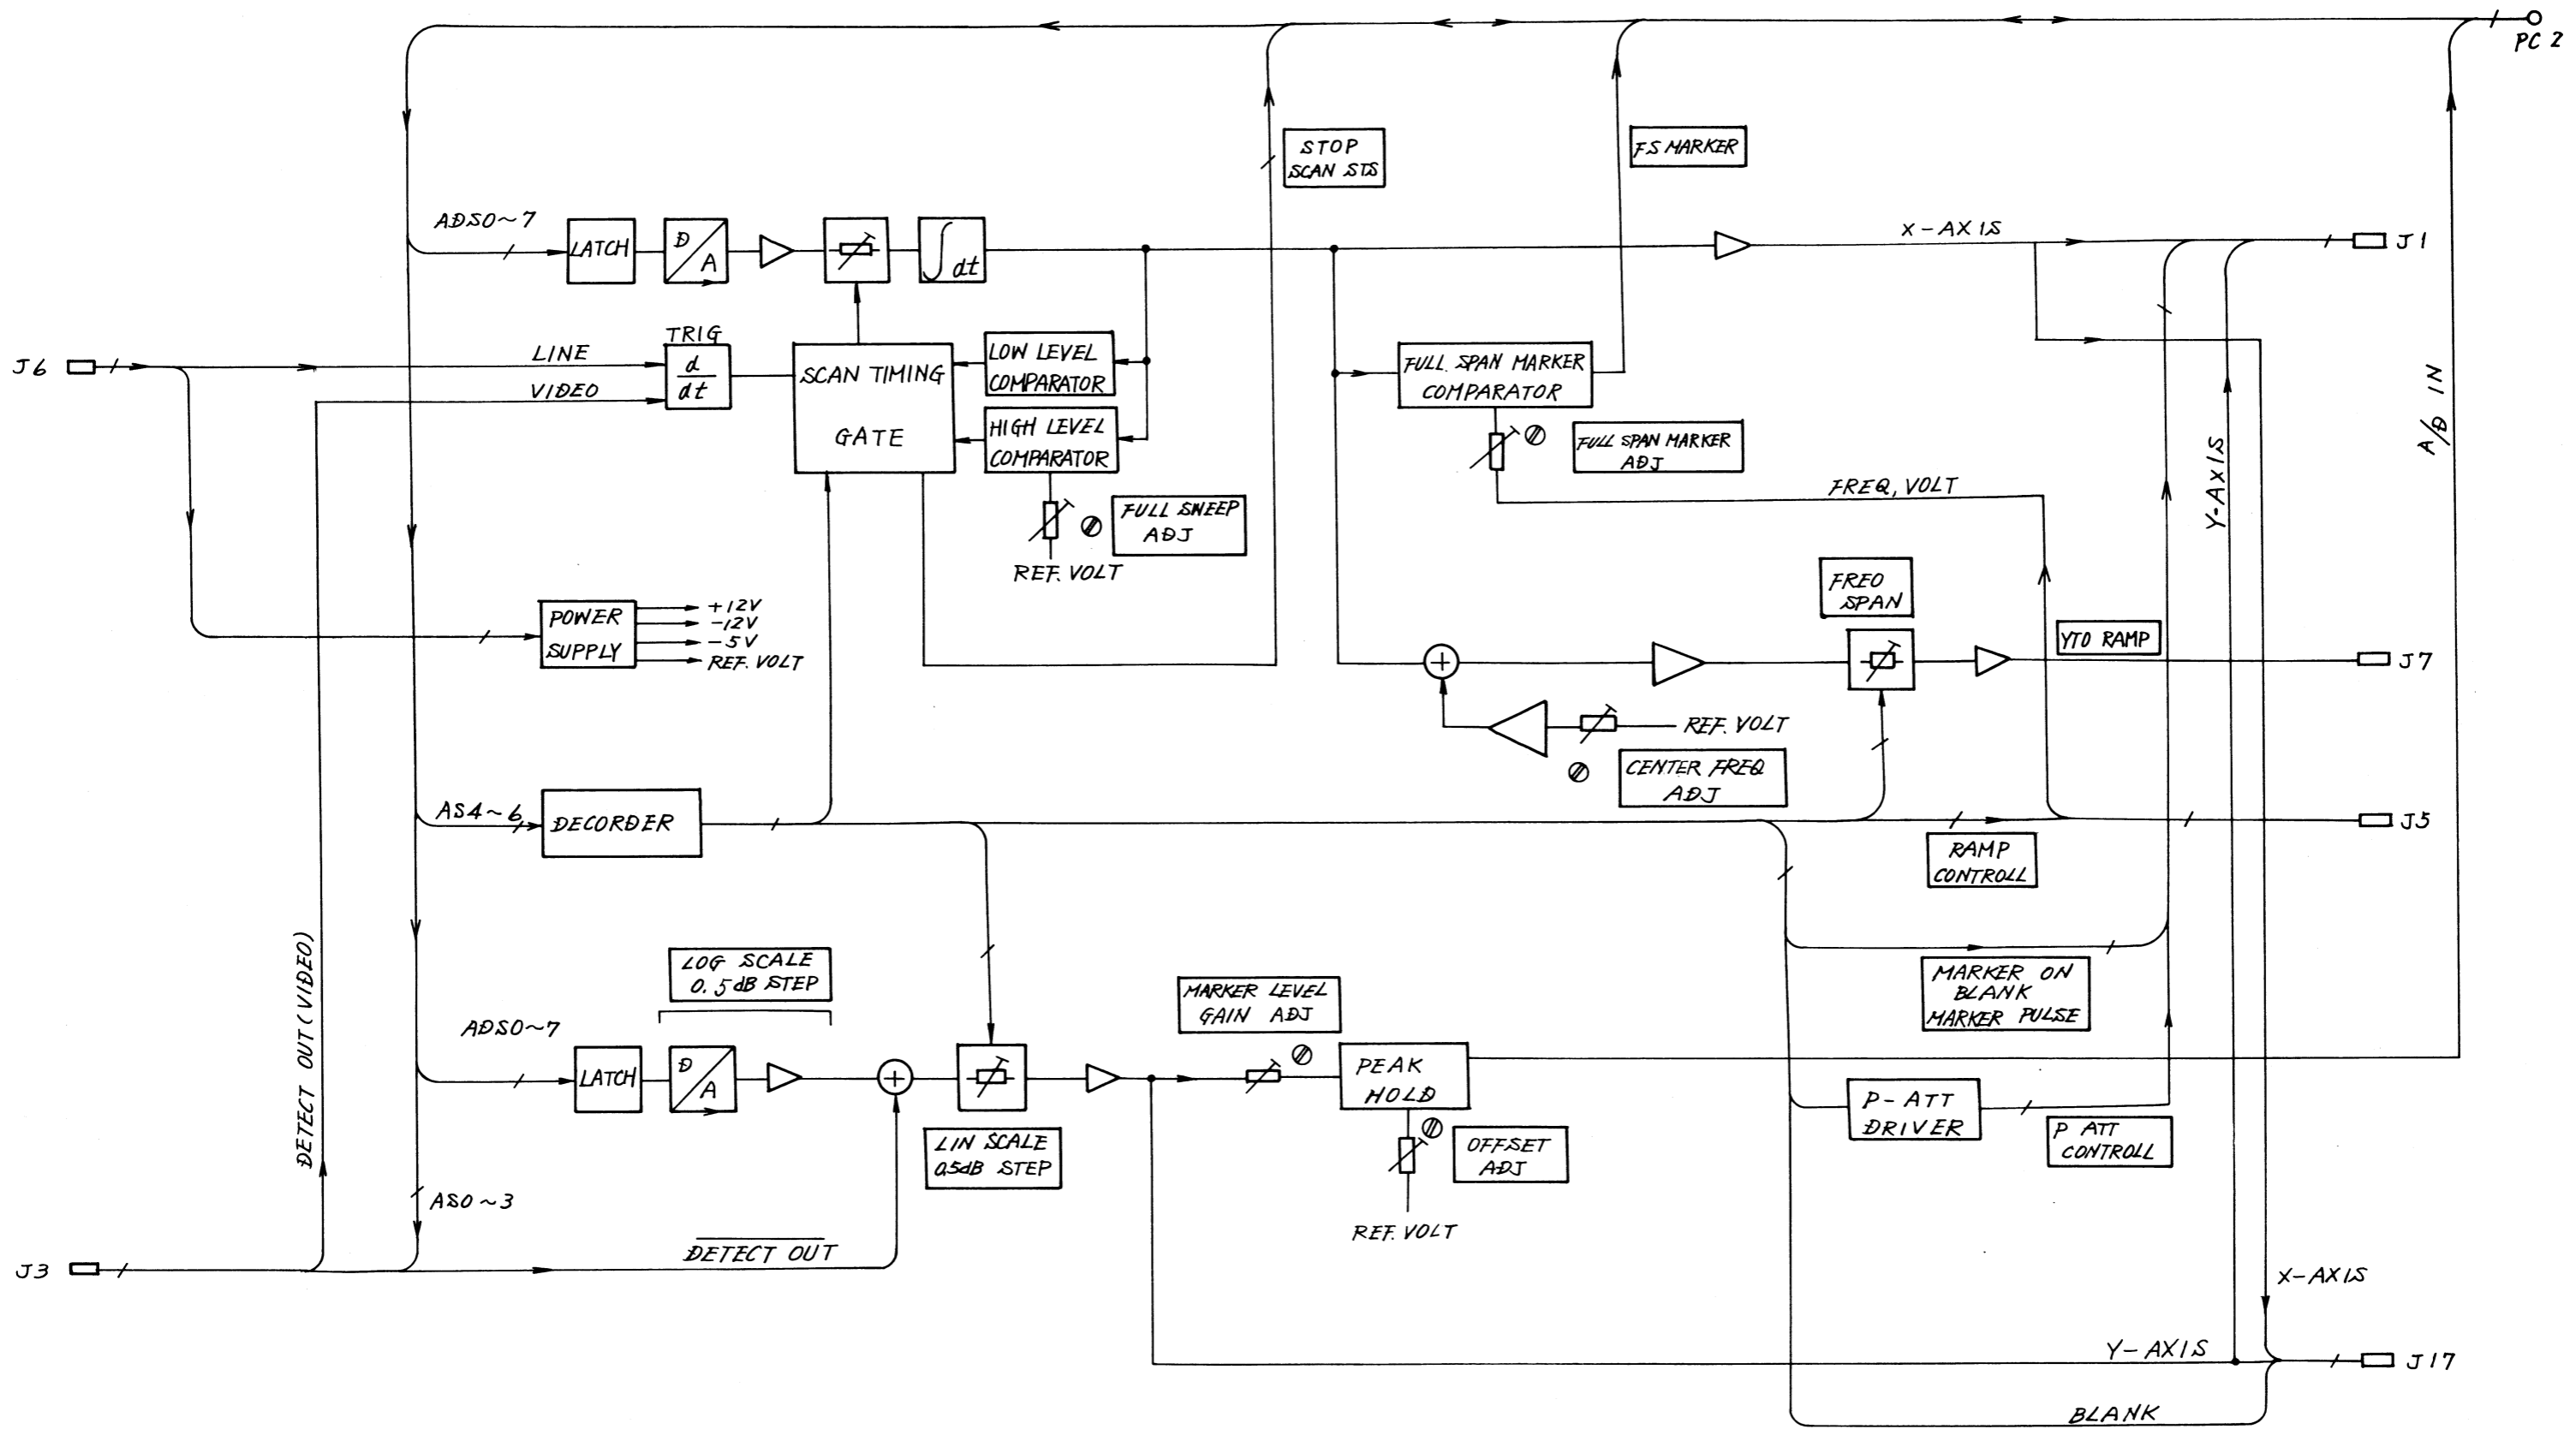 PC 2
STOP
SCAN STS
FS MARKER
ADS0~7
LATCH
D/A
∫dt
X-AXIS
J1
J6
LINE
VIDEO
TRIG
d
dt
SCAN TIMING
GATE
LOW LEVEL
COMPARATOR
HIGH LEVEL
COMPARATOR
FULL SWEEP
ADJ
REF. VOLT
FULL SPAN MARKER
COMPARATOR
FULL SPAN MARKER
ADJ
FREQ, VOLT
Y-AXIS
A/D IN
POWER
SUPPLY
+12V
-12V
-5V
REF. VOLT
FREO
SPAN
YTO RAMP
J7
REF. VOLT
CENTER FREQ
ADJ
AS4~6
DECORDER
RAMP
CONTROLL
J5
DETECT OUT (VIDEO)
LOG SCALE
0.5dB STEP
ADS0~7
LATCH
D/A
LIN SCALE
0.5dB STEP
MARKER LEVEL
GAIN ADJ
PEAK
HOLD
OFFSET
ADJ
REF. VOLT
MARKER ON
BLANK
MARKER PULSE
P-ATT
DRIVER
P ATT
CONTROLL
AS0~3
J3
DETECT OUT
X-AXIS
Y-AXIS
J17
BLANK